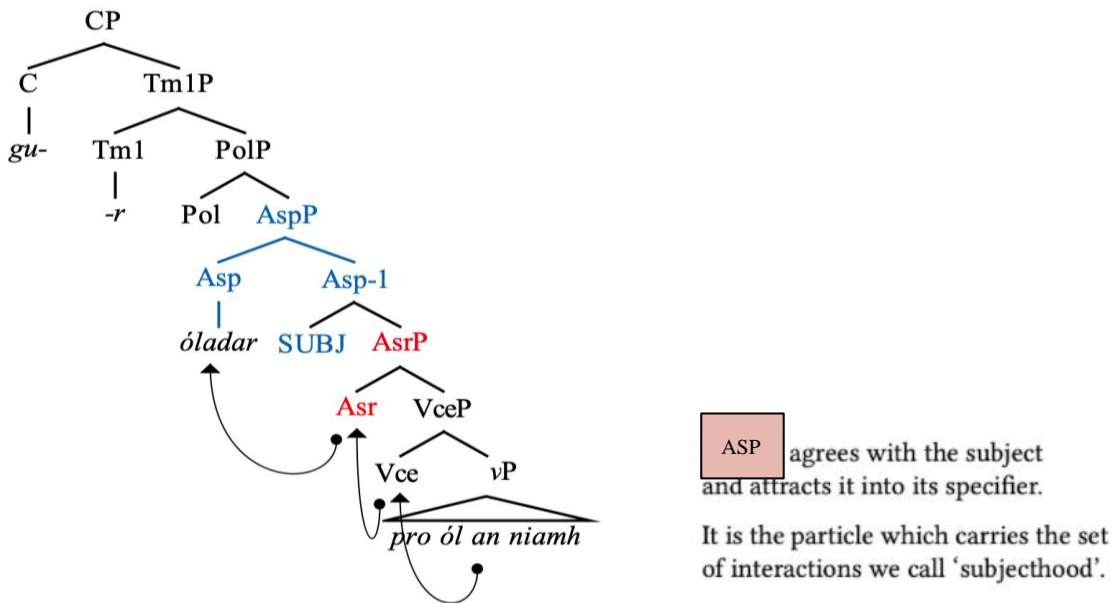 CP
C Tm1P
gu- Tm1 PolP
-r Pol AspP
Asp Asp-1
óladar SUBJ AsrP
Asr VceP
Vce vP
pro ól an niamh
ASP agrees with the subject
and attracts it into its specifier.
It is the particle which carries the set
of interactions we call ‘subjecthood’.